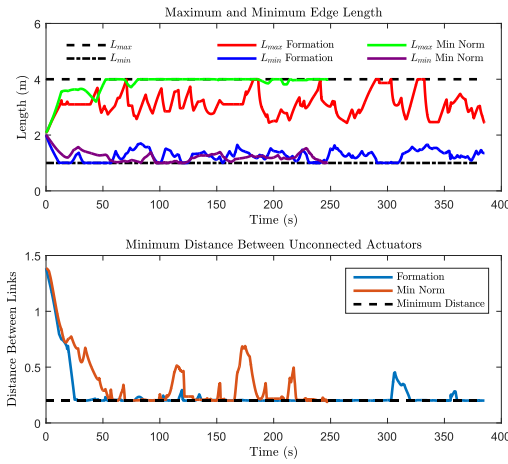 Maximum and Minimum Edge Length
6
4
2
0
Length (m)
L_max
L_max Formation
L_max Min Norm
L_min
L_min Formation
L_min Min Norm
0 50 100 150 200 250 300 350 400
Time (s)
Minimum Distance Between Unconnected Actuators
1.5
1
0.5
0
Distance Between Links
Formation
Min Norm
Minimum Distance
0 50 100 150 200 250 300 350 400
Time (s)